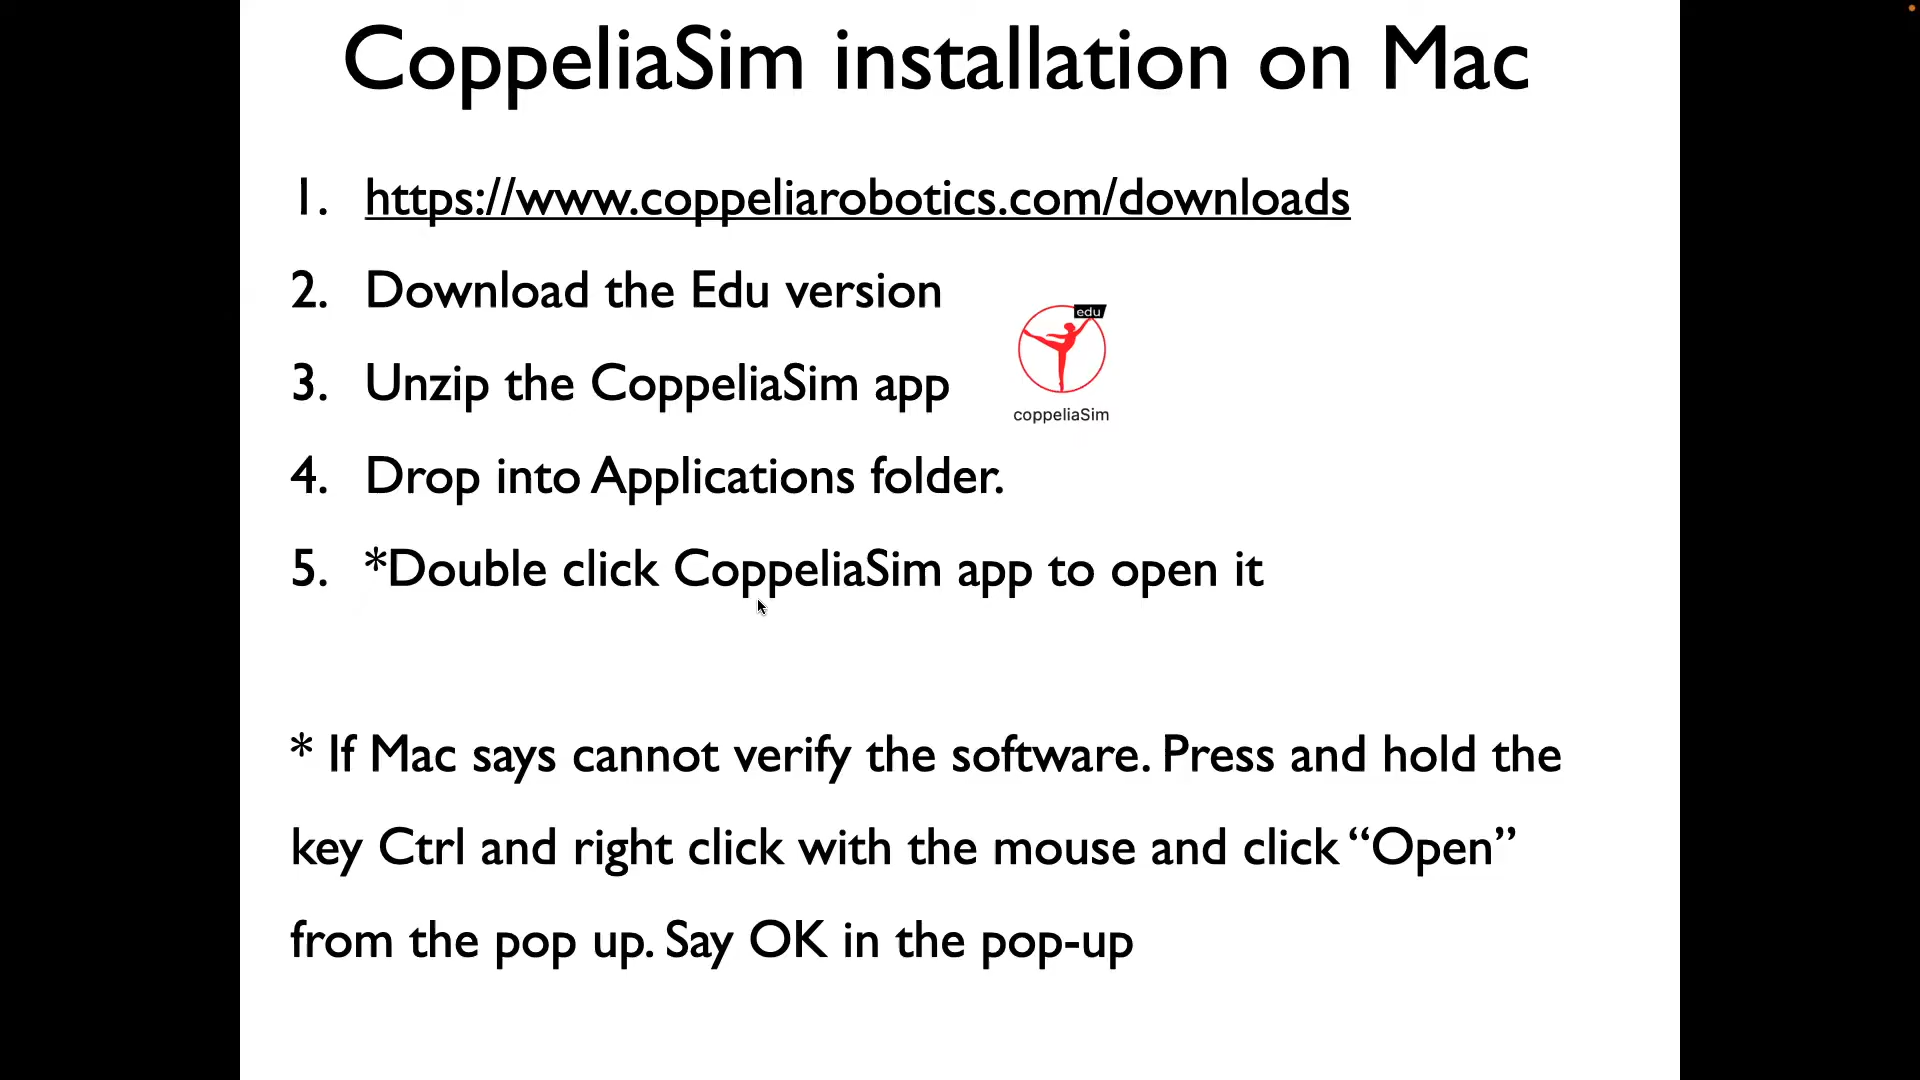 CoppeliaSim installation on Mac
1. https://www.coppeliarobotics.com/downloads
2. Download the Edu version
edu
3. Unzip the CoppeliaSim app
coppeliaSim
4. Drop into Applications folder.
5. *Double click CoppeliaSim app to open it
* If Mac says cannot verify the software. Press and hold the
key Ctrl and right click with the mouse and click “Open”
from the pop up. Say OK in the pop-up